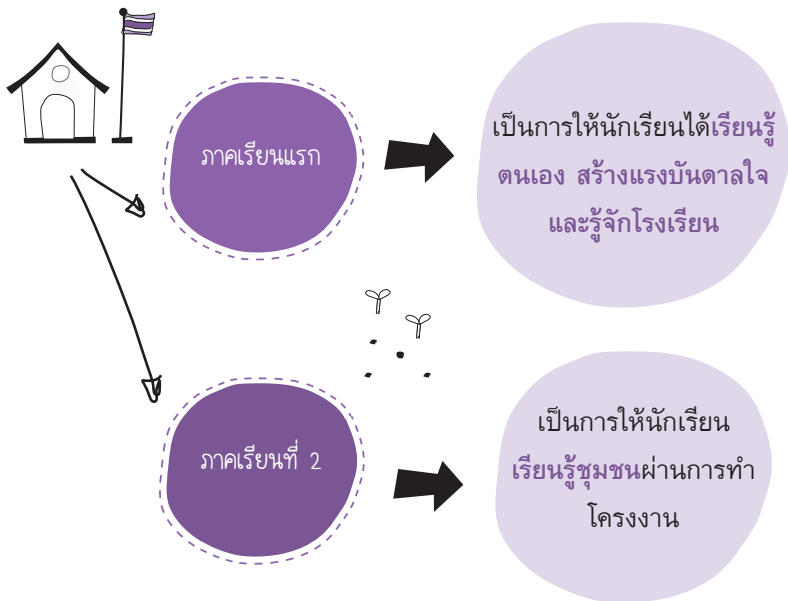 ภาคเรียนแรก
เป็นการให้นักเรียนได้เรียนรู้
ตนเอง สร้างแรงบันดาลใจ
และรู้จักโรงเรียน
ภาคเรียนที่ 2
เป็นการให้นักเรียน
เรียนรู้ชุมชนผ่านการทำ
โครงงาน